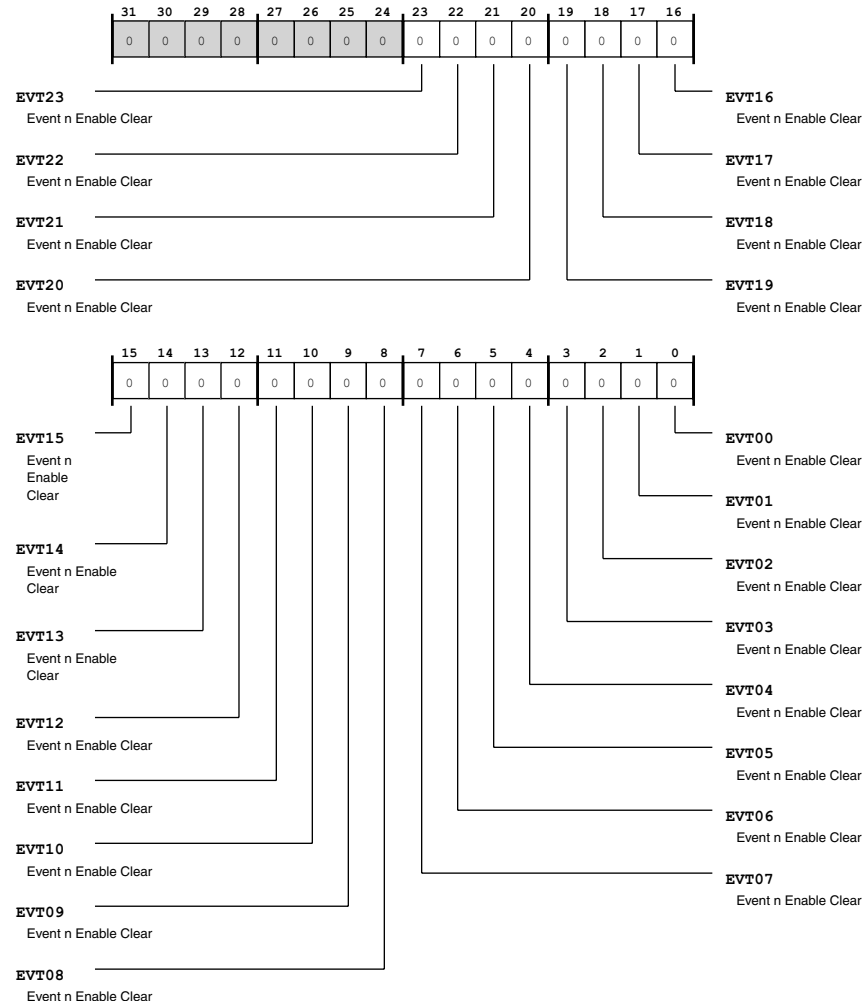 31 30 29 28 27 26 25 24 23 22 21 20 19 18 17 16
0 0 0 0 0 0 0 0 0 0 0 0 0 0 0 0
EVT23
Event n Enable Clear
EVT22
Event n Enable Clear
EVT21
Event n Enable Clear
EVT20
Event n Enable Clear
EVT16
Event n Enable Clear
EVT17
Event n Enable Clear
EVT18
Event n Enable Clear
EVT19
Event n Enable Clear
15 14 13 12 11 10 9 8 7 6 5 4 3 2 1 0
0 0 0 0 0 0 0 0 0 0 0 0 0 0 0 0
EVT15
Event n
Enable
Clear
EVT14
Event n Enable
Clear
EVT13
Event n Enable
Clear
EVT12
Event n Enable Clear
EVT11
Event n Enable Clear
EVT10
Event n Enable Clear
EVT09
Event n Enable Clear
EVT08
Event n Enable Clear
EVT00
Event n Enable Clear
EVT01
Event n Enable Clear
EVT02
Event n Enable Clear
EVT03
Event n Enable Clear
EVT04
Event n Enable Clear
EVT05
Event n Enable Clear
EVT06
Event n Enable Clear
EVT07
Event n Enable Clear